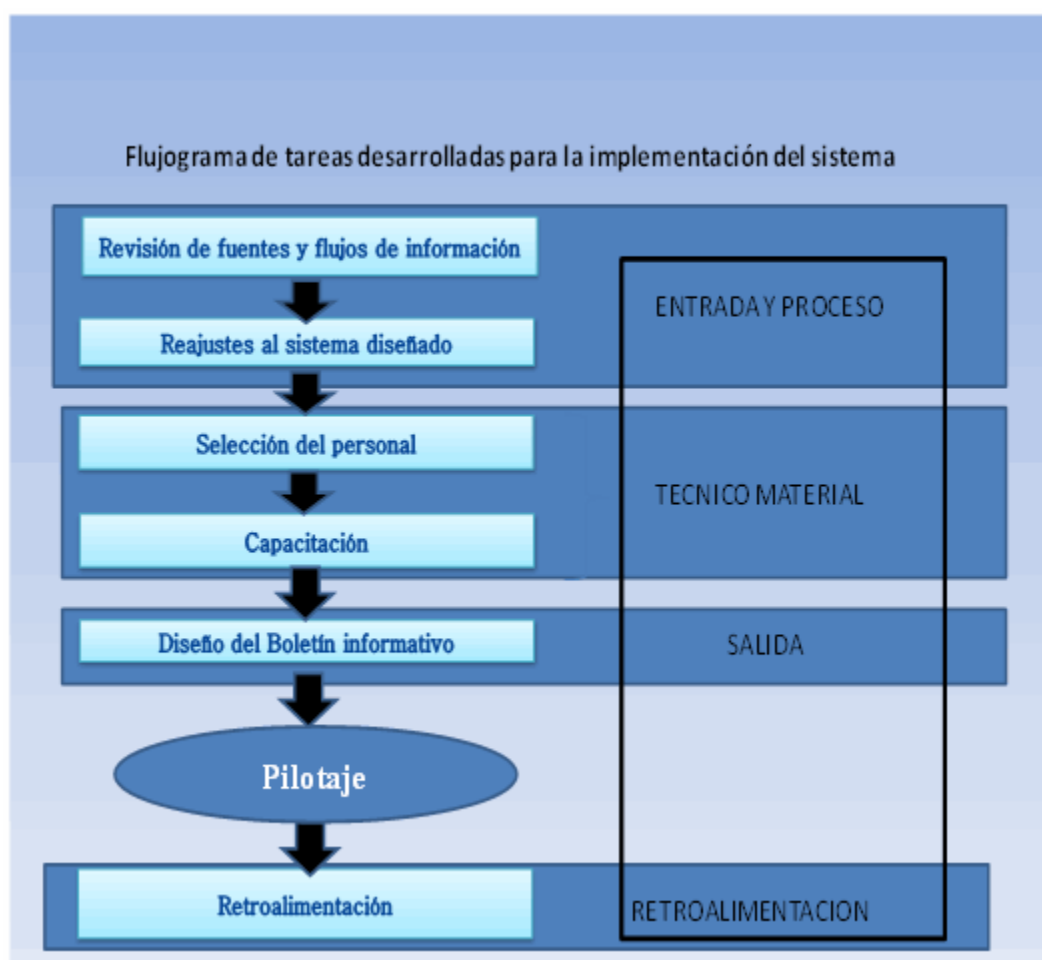 Flujograma de tareas desarrolladas para la implementación del sistema
Revisión de fuentes y flujos de información
ENTRADA Y PROCESO
Reajustes al sistema diseñado
Selección del personal
TECNICO MATERIAL
Capacitación
Diseño del Boletín informativo
SALIDA
Pilotaje
Retroalimentación
RETROALIMENTACION